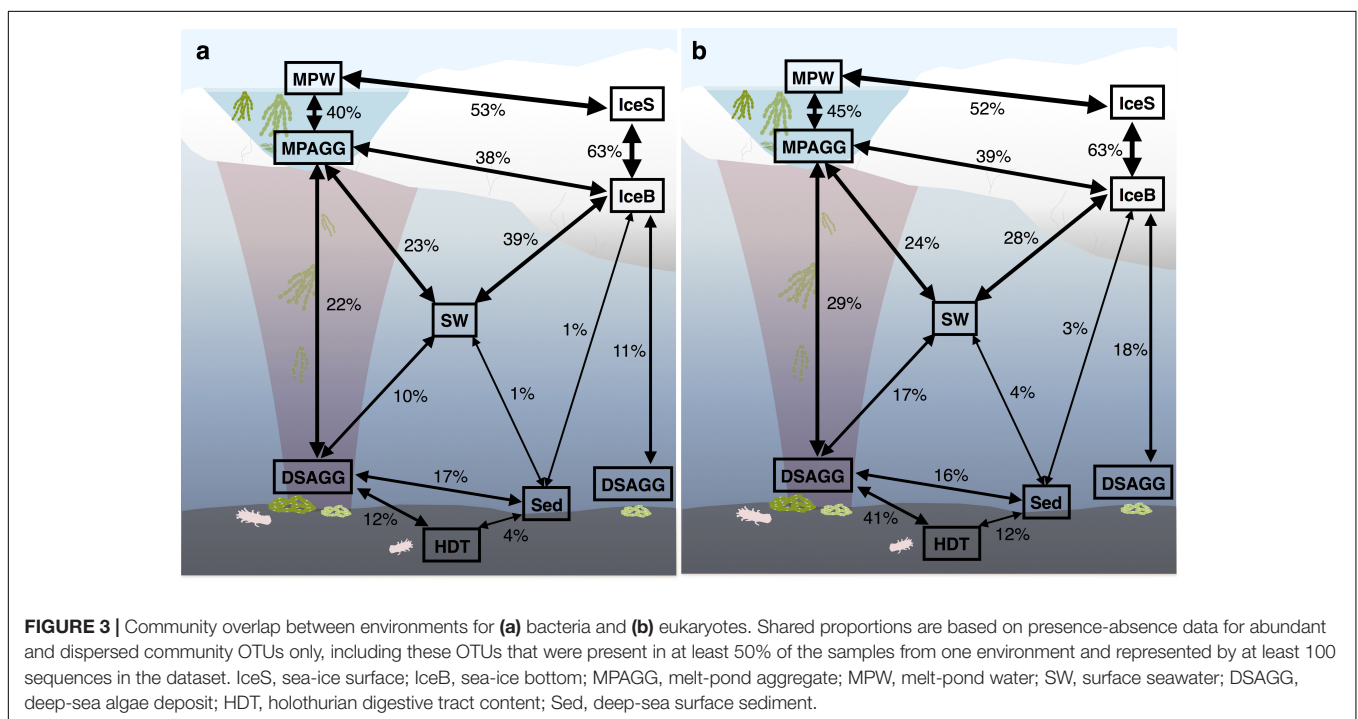 a
MPW
40%
53%
IceS
MPAGG
38%
63%
IceB
23%
39%
22%
SW
1%
11%
10%
1%
DSAGG
17%
Sed
DSAGG
12%
4%
HDT
b
MPW
45%
52%
IceS
MPAGG
39%
63%
IceB
24%
28%
29%
SW
3%
18%
17%
4%
DSAGG
16%
Sed
DSAGG
41%
12%
HDT
FIGURE 3 | Community overlap between environments for (a) bacteria and (b) eukaryotes. Shared proportions are based on presence-absence data for abundant
and dispersed community OTUs only, including these OTUs that were present in at least 50% of the samples from one environment and represented by at least 100
sequences in the dataset. IceS, sea-ice surface; IceB, sea-ice bottom; MPAGG, melt-pond aggregate; MPW, melt-pond water; SW, surface seawater; DSAGG,
deep-sea algae deposit; HDT, holothurian digestive tract content; Sed, deep-sea surface sediment.